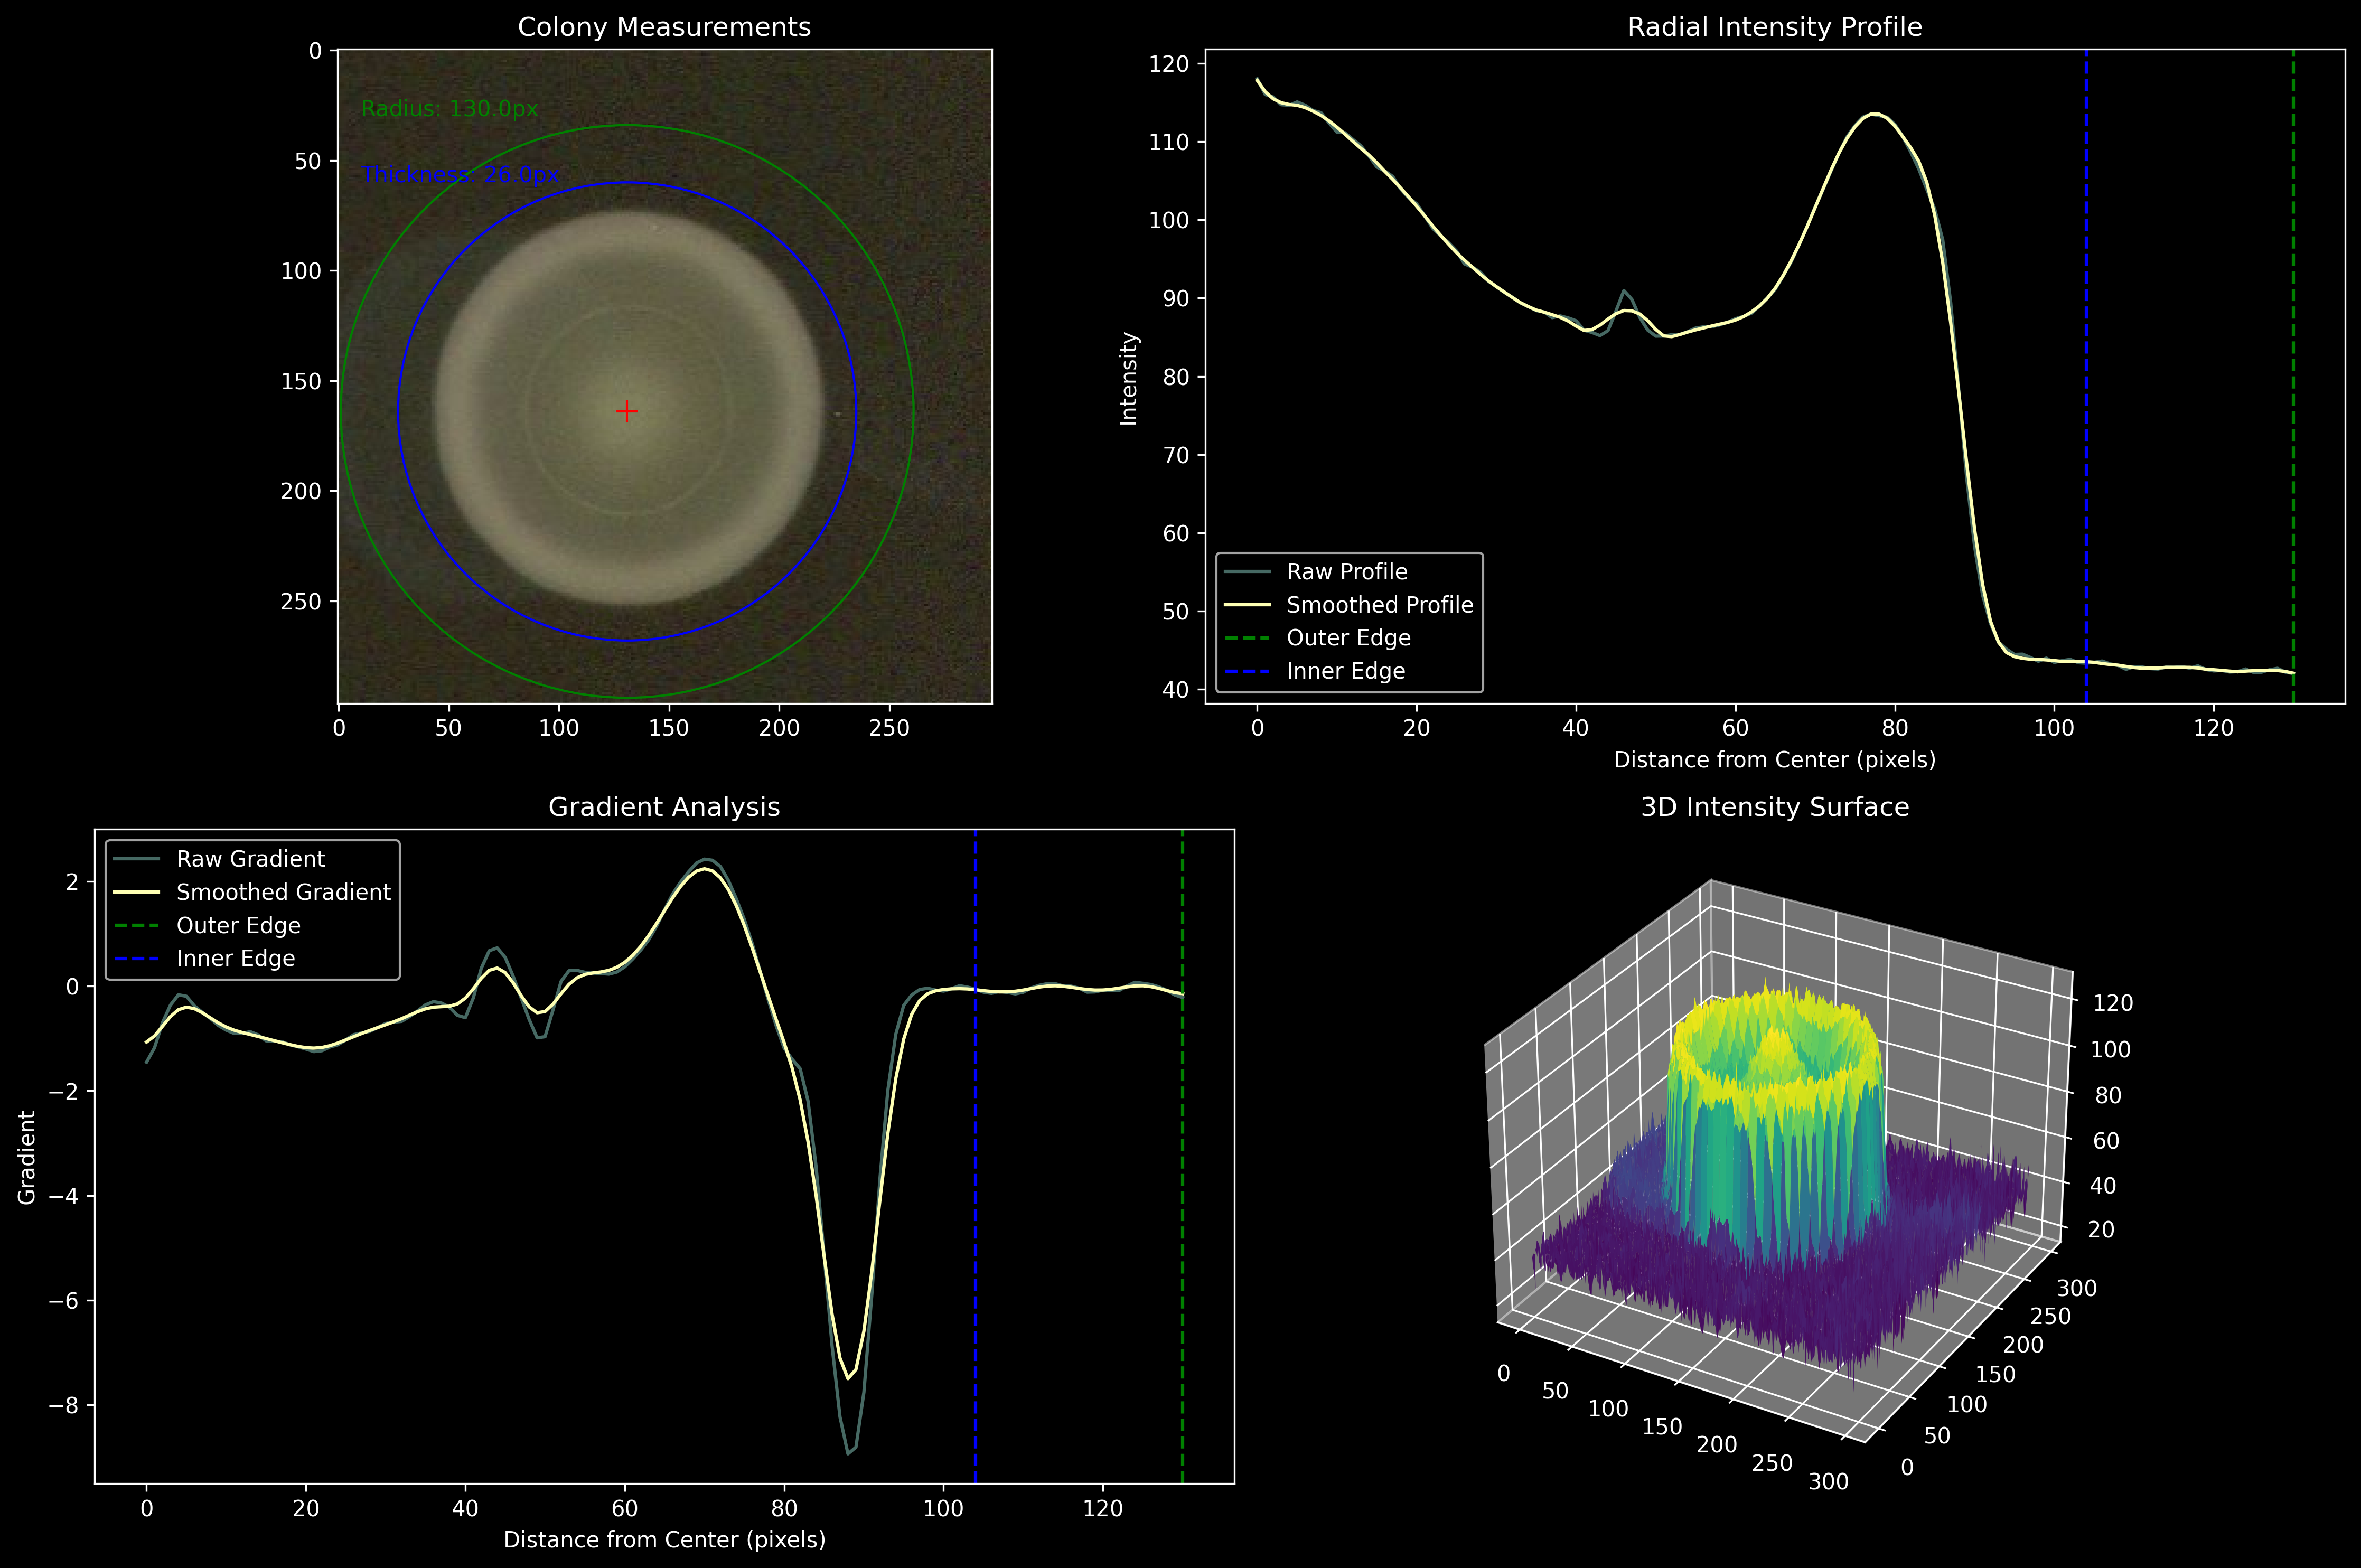 Colony Measurements
0
50
100
150
200
250
Radius: 130.0px
Thickness: 26.0px
0 50 100 150 200 250
Radial Intensity Profile
120
110
100
90
80
70
60
50
40
Intensity
Raw Profile
Smoothed Profile
Outer Edge
Inner Edge
0 20 40 60 80 100 120
Distance from Center (pixels)
Gradient Analysis
2
0
−2
−4
−6
−8
Gradient
Raw Gradient
Smoothed Gradient
Outer Edge
Inner Edge
0 20 40 60 80 100 120
Distance from Center (pixels)
3D Intensity Surface
120
100
80
60
40
20
300
250
200
150
100
50
0
0 50 100 150 200 250 300